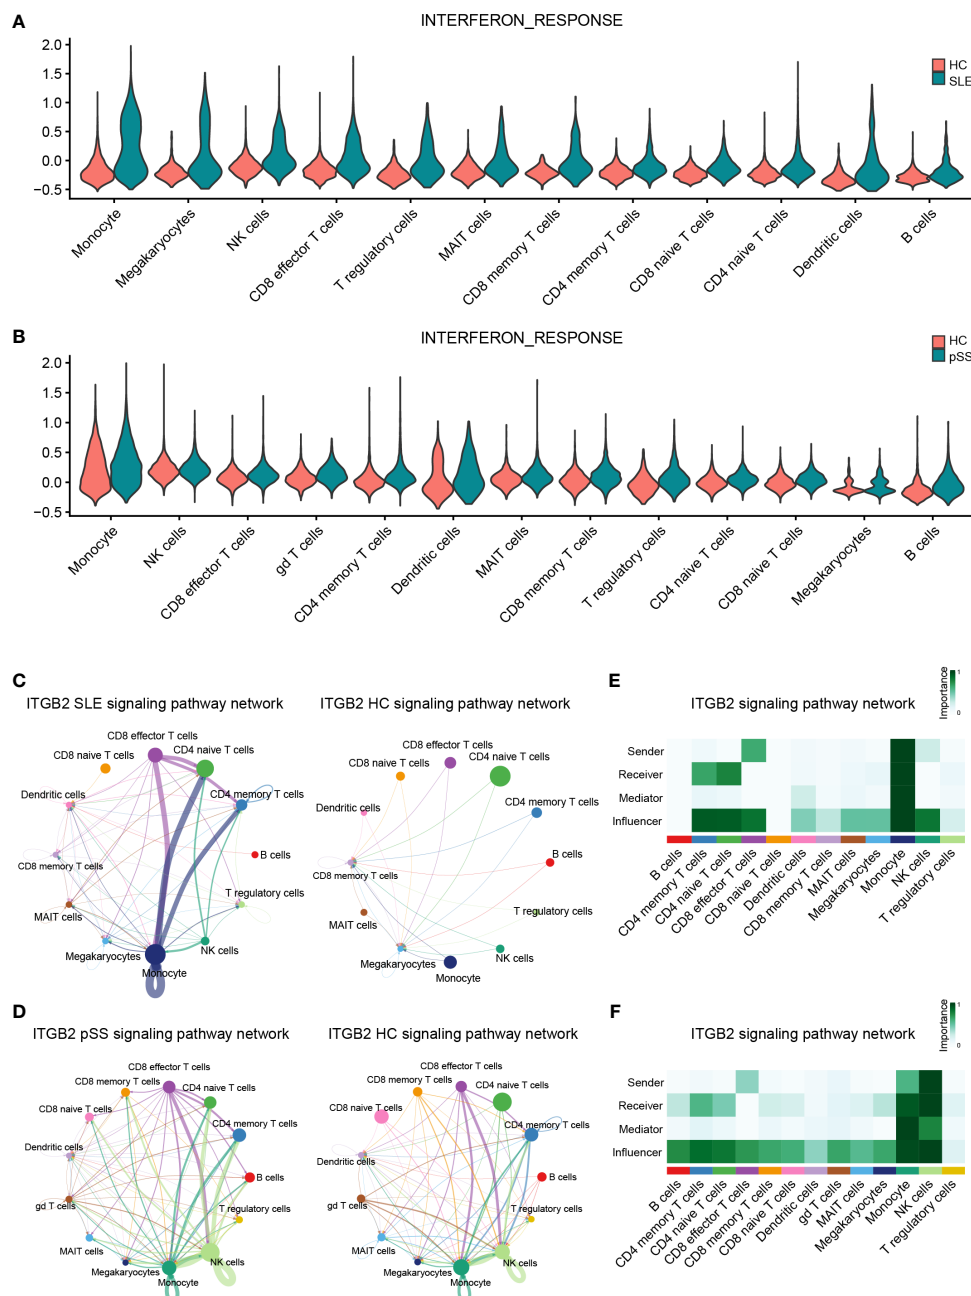 A
INTERFERON_RESPONSE
HC
SLE
2.0
1.5
1.0
0.5
0.0
−0.5
Monocyte
Megakaryocytes
NK cells
CD8 effector T cells
T regulatory cells
MAIT cells
CD8 memory T cells
CD4 memory T cells
CD8 naive T cells
CD4 naive T cells
Dendritic cells
B cells
B
INTERFERON_RESPONSE
HC
pSS
2.0
1.5
1.0
0.5
0.0
−0.5
Monocyte
NK cells
CD8 effector T cells
gd T cells
CD4 memory T cells
Dendritic cells
MAIT cells
CD8 memory T cells
T regulatory cells
CD4 naive T cells
CD8 naive T cells
Megakaryocytes
B cells
C
ITGB2 SLE signaling pathway network
CD8 effector T cells
CD8 naive T cells
CD4 naive T cells
Dendritic cells
CD4 memory T cells
CD8 memory T cells
B cells
MAIT cells
T regulatory cells
Megakaryocytes
NK cells
Monocyte
ITGB2 HC signaling pathway network
CD8 effector T cells
CD8 naive T cells
CD4 naive T cells
Dendritic cells
CD4 memory T cells
CD8 memory T cells
B cells
MAIT cells
T regulatory cells
Megakaryocytes
NK cells
Monocyte
E
ITGB2 signaling pathway network
Importance
1
0
Sender
Receiver
Mediator
Influencer
B cells
CD4 memory T cells
CD4 naive T cells
CD8 effector T cells
CD8 naive T cells
Dendritic cells
CD8 memory T cells
MAIT cells
Megakaryocytes
Monocyte
NK cells
T regulatory cells
D
ITGB2 pSS signaling pathway network
CD8 effector T cells
CD8 memory T cells
CD4 naive T cells
CD8 naive T cells
CD4 memory T cells
Dendritic cells
B cells
gd T cells
T regulatory cells
MAIT cells
NK cells
Megakaryocytes
Monocyte
ITGB2 HC signaling pathway network
CD8 effector T cells
CD8 memory T cells
CD4 naive T cells
CD8 naive T cells
CD4 memory T cells
Dendritic cells
B cells
gd T cells
T regulatory cells
MAIT cells
NK cells
Megakaryocytes
Monocyte
F
ITGB2 signaling pathway network
Importance
1
0
Sender
Receiver
Mediator
Influencer
B cells
CD4 memory T cells
CD4 naive T cells
CD8 effector T cells
CD8 memory T cells
CD8 naive T cells
Dendritic cells
gd T cells
MAIT cells
Megakaryocytes
Monocyte
NK cells
T regulatory cells